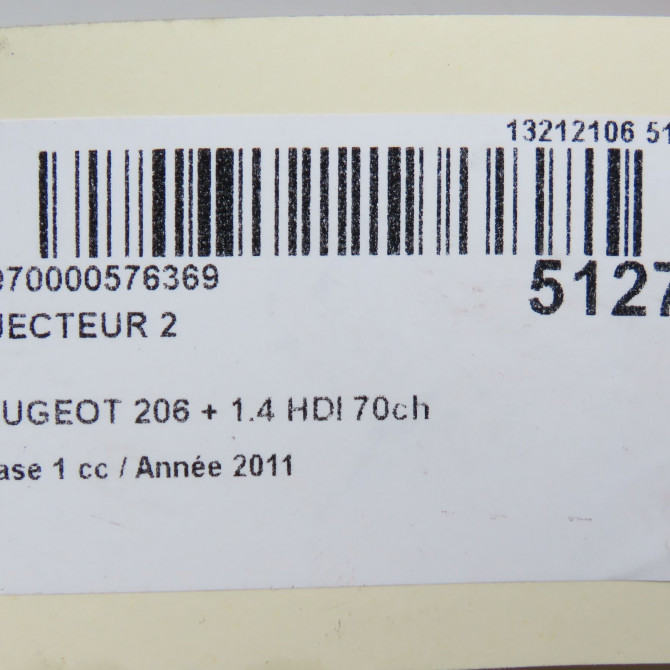 13212106 51
970000576369
5127
JECTEUR 2
UGEOT 206 + 1.4 HDI 70ch
ase 1 cc / Année 2011